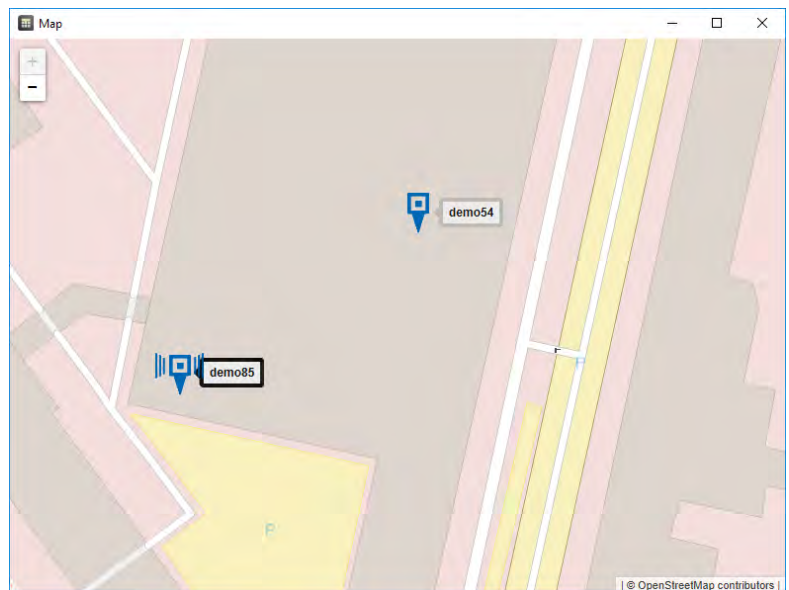 Map
+
−
demo54
demo85
P
P
| © OpenStreetMap contributors |